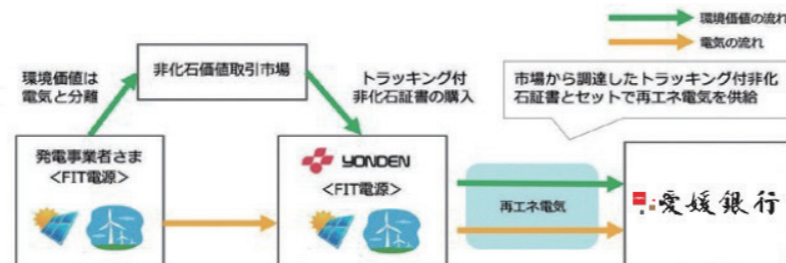 環境価値の流れ
電気の流れ
環境価値は
電気と分離
非化石価値取引市場
トラッキング付
非化石証書の購入
市場から調達したトラッキング付非化
石証書とセットで再エネ電気を供給
発電事業者さま
<FIT電源>
YONDEN
<FIT電源>
再エネ電気
愛媛銀行